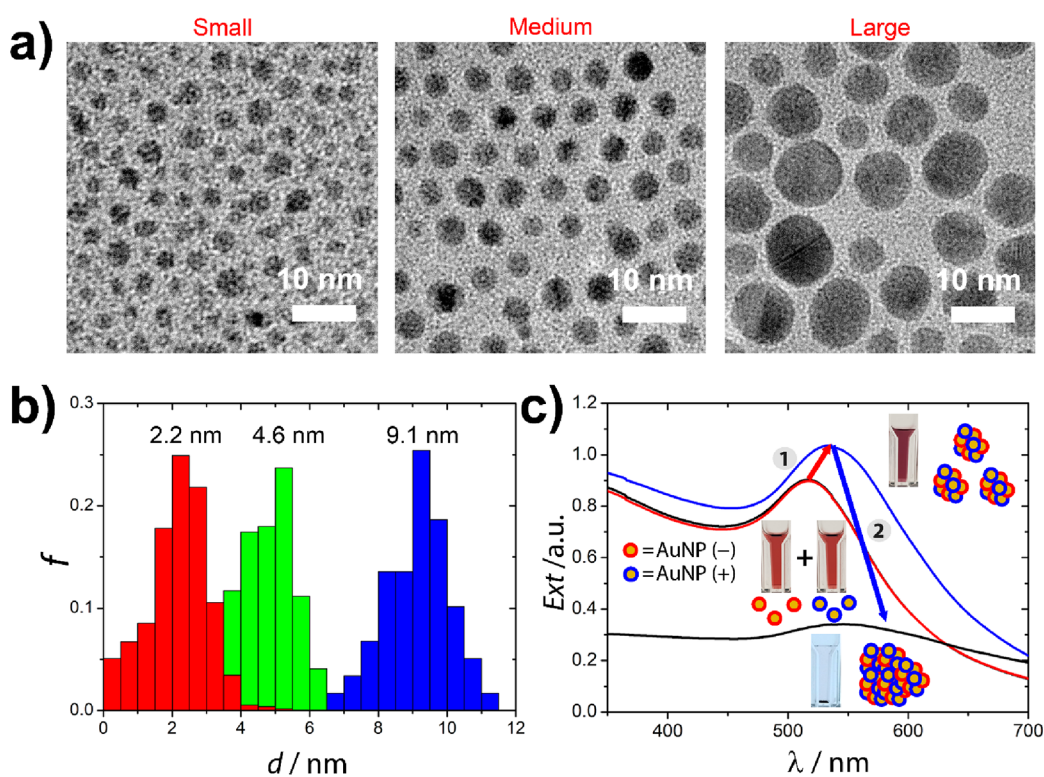 a)
Small
Medium
Large
10 nm
10 nm
10 nm
b)
f
0.3
0.2
0.1
0.0
2.2 nm
4.6 nm
9.1 nm
0 2 4 6 8 10 12
d / nm
c)
Ext /a.u.
1.2
1.0
0.8
0.6
0.4
0.2
0.0
1
2
= AuNP (−)
= AuNP (+)
+
400 500 600 700
λ / nm